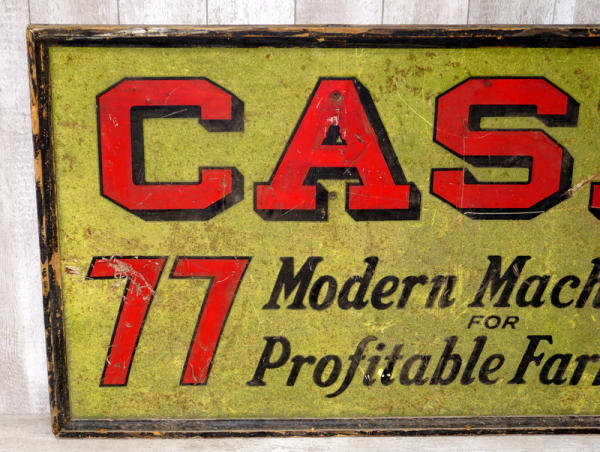 CAS
77 Modern Mach
FOR
Profitable Far